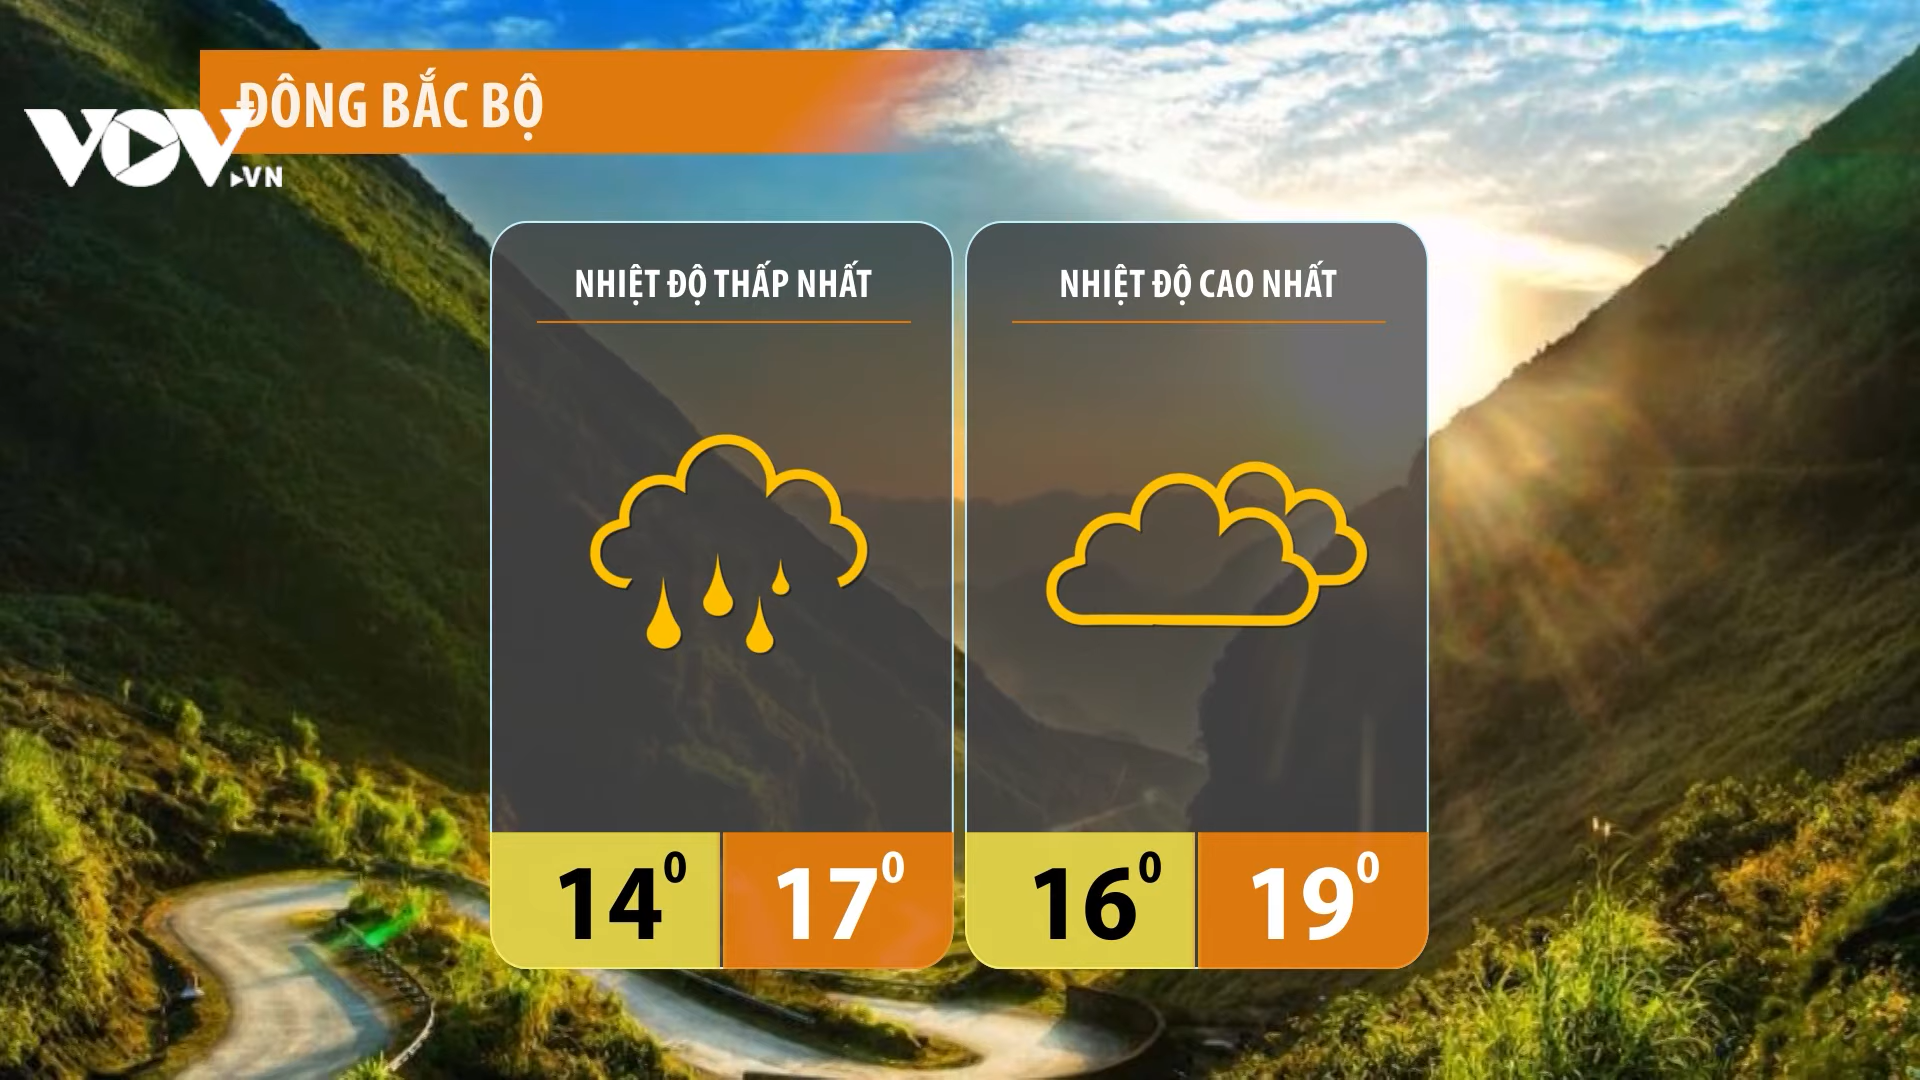 ĐÔNG BẮC BỘ
VOV.VN
NHIỆT ĐỘ THẤP NHẤT
NHIỆT ĐỘ CAO NHẤT
14⁰ 17⁰
16⁰ 19⁰